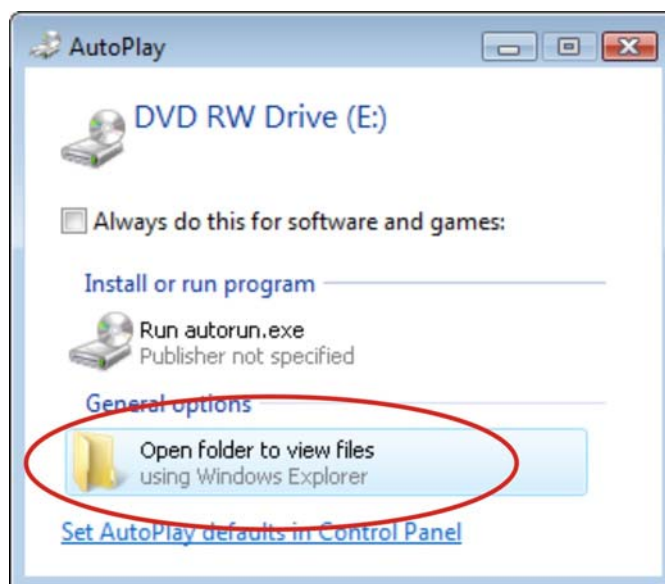 AutoPlay
DVD RW Drive (E:)
Always do this for software and games:
Install or run program
Run autorun.exe
Publisher not specified
General options
Open folder to view files
using Windows Explorer
Set AutoPlay defaults in Control Panel